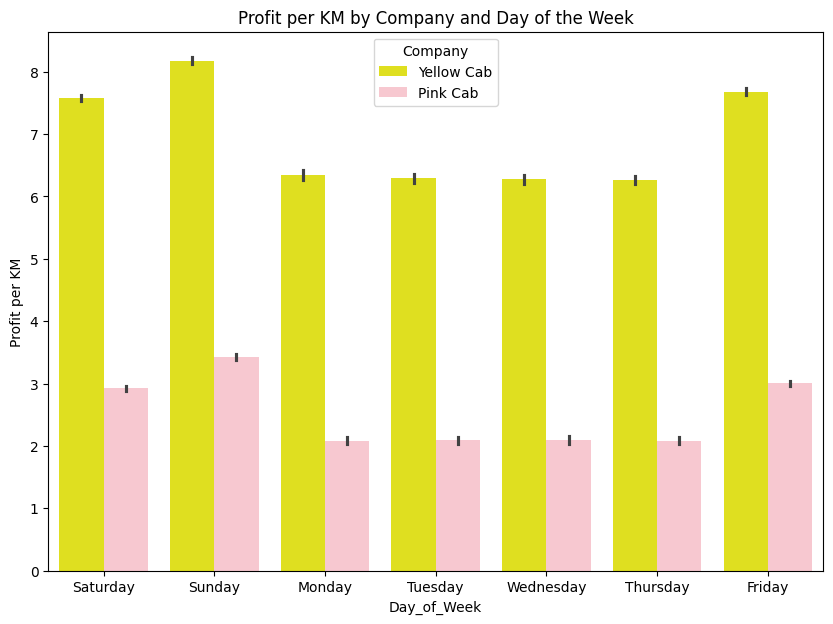 Profit per KM by Company and Day of the Week
Company
Yellow Cab
Pink Cab
Profit per KM
8
7
6
5
4
3
2
1
0
Saturday Sunday Monday Tuesday Wednesday Thursday Friday
Day_of_Week